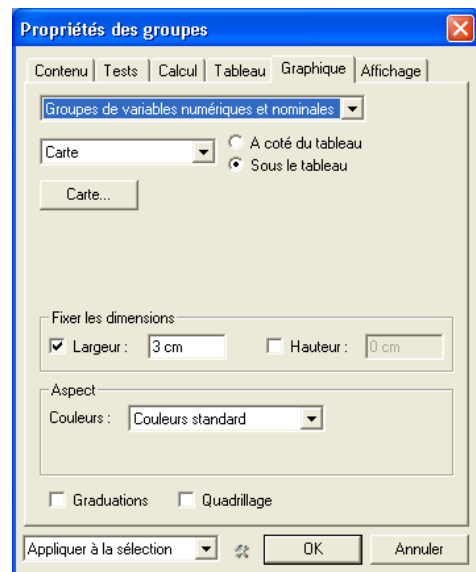 Propriétés des groupes
Contenu Tests Calcul Tableau Graphique Affichage
Groupes de variables numériques et nominales
Carte
A coté du tableau
Sous le tableau
Carte...
Fixer les dimensions
Largeur : 3 cm Hauteur : 0 cm
Aspect
Couleurs : Couleurs standard
Graduations Quadrillage
Appliquer à la sélection OK Annuler